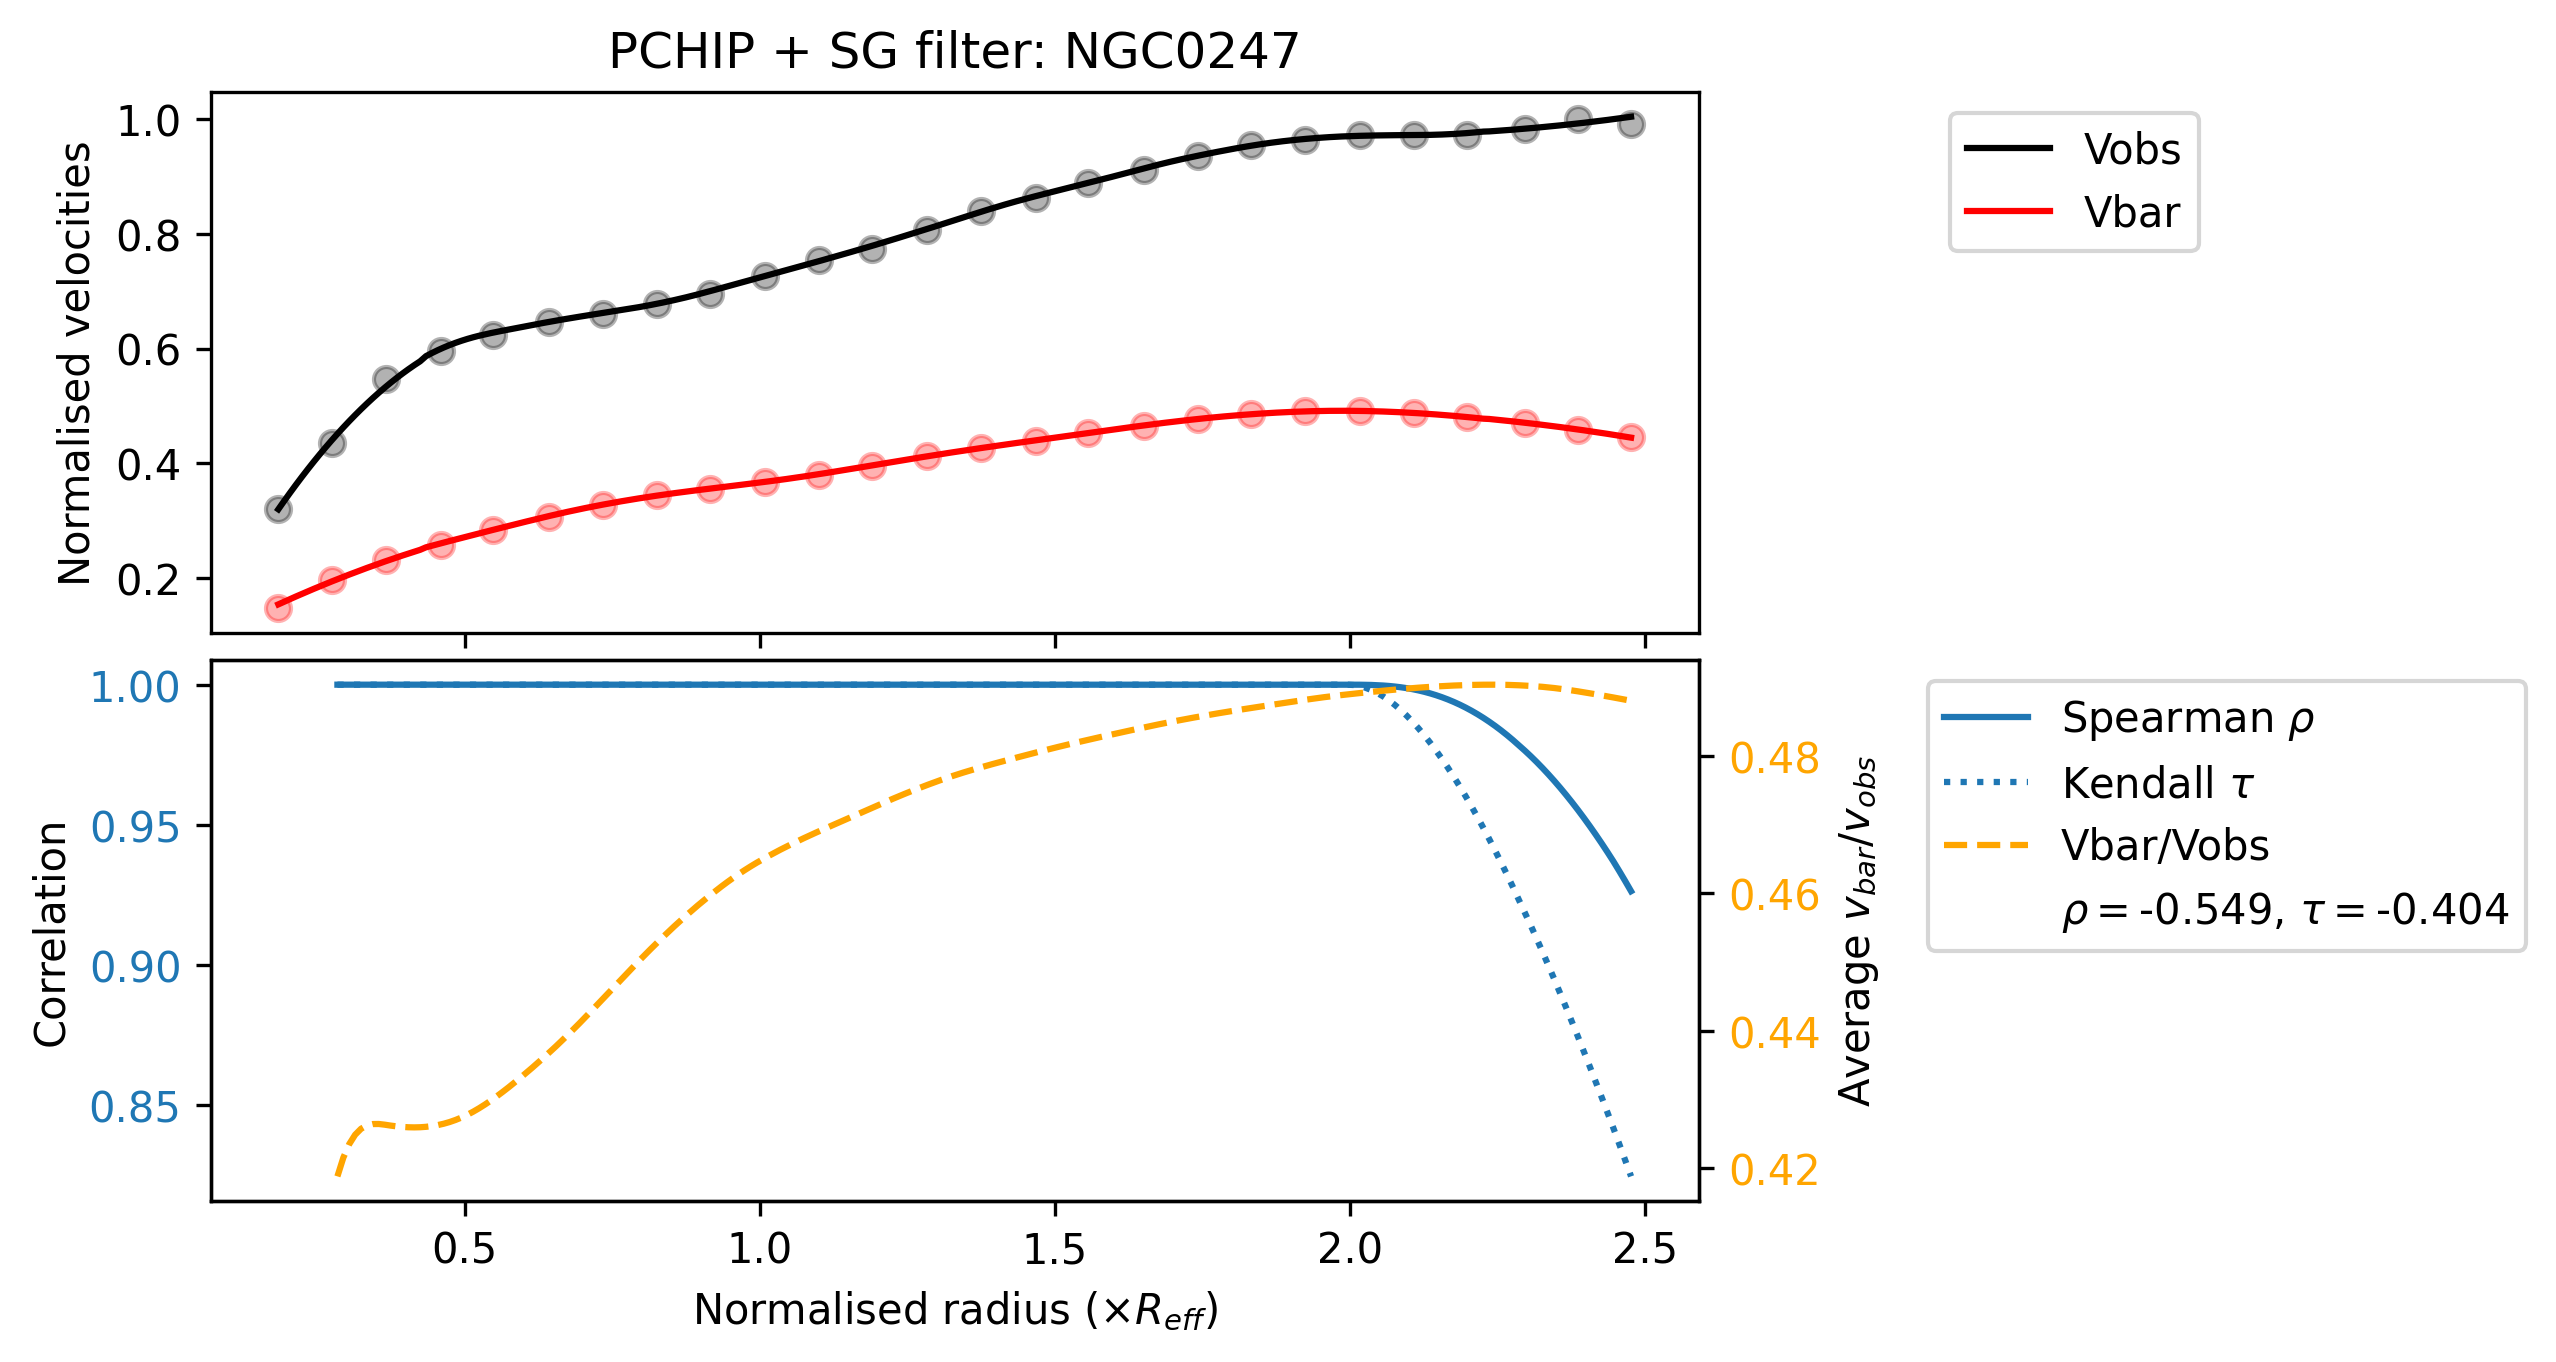 PCHIP + SG filter: NGC0247
Normalised velocities
1.0
0.8
0.6
0.4
0.2
Vobs
Vbar
Correlation
1.00
0.95
0.90
0.85
0.48
0.46
0.44
0.42
Average v_bar/v_obs
Spearman ρ
Kendall τ
Vbar/Vobs
ρ = -0.549, τ = -0.404
0.5 1.0 1.5 2.0 2.5
Normalised radius (×R_eff)